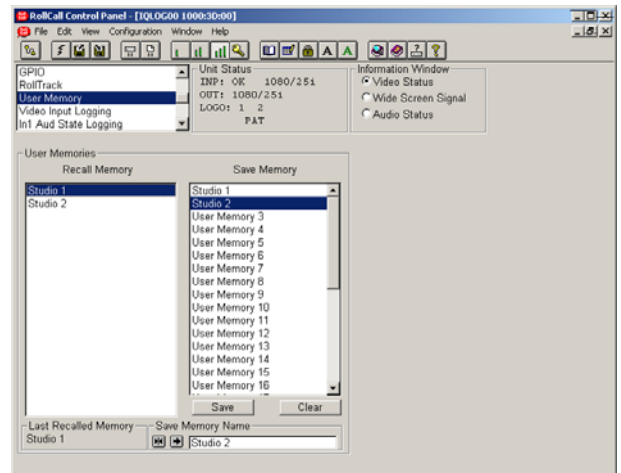 RollCall Control Panel - [IQLOG00 1000:3D:00]
File Edit View Configuration Window Help
GPIO
RollTrack
User Memory
Video Input Logging
In1 Aud State Logging
Unit Status
INP: OK 1080/25i
OUT: 1080/25i
LOGO: 1 2
PAT
Information Window
Video Status
Wide Screen Signal
Audio Status
User Memories
Recall Memory
Studio 1
Studio 2
Save Memory
Studio 1
Studio 2
User Memory 3
User Memory 4
User Memory 5
User Memory 6
User Memory 7
User Memory 8
User Memory 9
User Memory 10
User Memory 11
User Memory 12
User Memory 13
User Memory 14
User Memory 15
User Memory 16
Save Clear
Last Recalled Memory
Studio 1
Save Memory Name
Studio 2